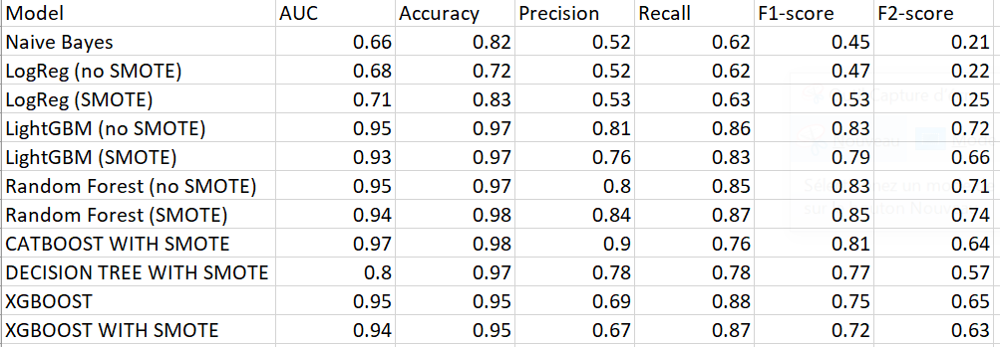 Model AUC Accuracy Precision Recall F1-score F2-score
Naive Bayes 0.66 0.82 0.52 0.62 0.45 0.21
LogReg (no SMOTE) 0.68 0.72 0.52 0.62 0.47 0.22
LogReg (SMOTE) 0.71 0.83 0.53 0.63 0.53 0.25
LightGBM (no SMOTE) 0.95 0.97 0.81 0.86 0.83 0.72
LightGBM (SMOTE) 0.93 0.97 0.76 0.83 0.79 0.66
Random Forest (no SMOTE) 0.95 0.97 0.8 0.85 0.83 0.71
Random Forest (SMOTE) 0.94 0.98 0.84 0.87 0.85 0.74
CATBOOST WITH SMOTE 0.97 0.98 0.9 0.76 0.81 0.64
DECISION TREE WITH SMOTE 0.8 0.97 0.78 0.78 0.77 0.57
XGBOOST 0.95 0.95 0.69 0.88 0.75 0.65
XGBOOST WITH SMOTE 0.94 0.95 0.67 0.87 0.72 0.63